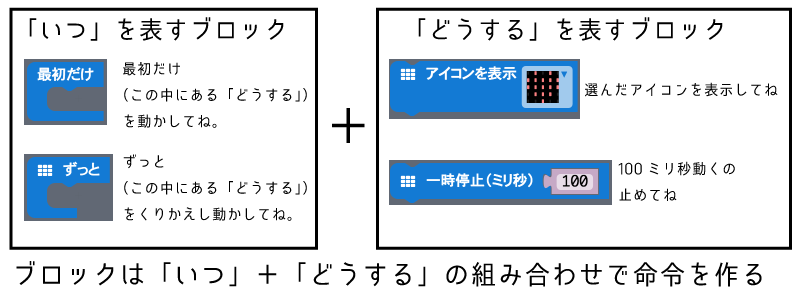 「いつ」を表すブロック
最初だけ
最初だけ
（この中にある「どうする」）
を動かしてね。
ずっと
ずっと
（この中にある「どうする」）
をくりかえし動かしてね。
+
「どうする」を表すブロック
アイコンを表示
選んだアイコンを表示してね
一時停止（ミリ秒） 100
100 ミリ秒動くの
止めてね
ブロックは「いつ」＋「どうする」の組み合わせで命令を作る